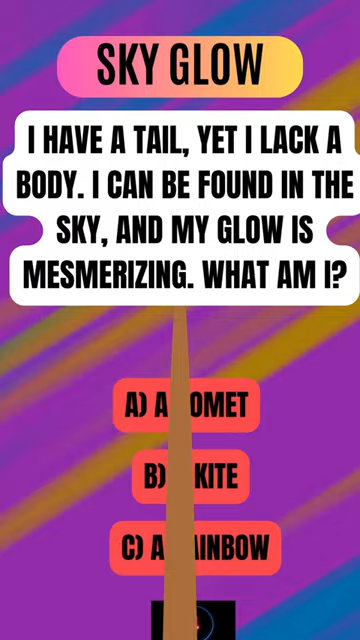 SKY GLOW
I HAVE A TAIL, YET I LACK A
BODY. I CAN BE FOUND IN THE
SKY, AND MY GLOW IS
MESMERIZING. WHAT AM I?
A) A OMET
B) KITE
C) A AINBOW